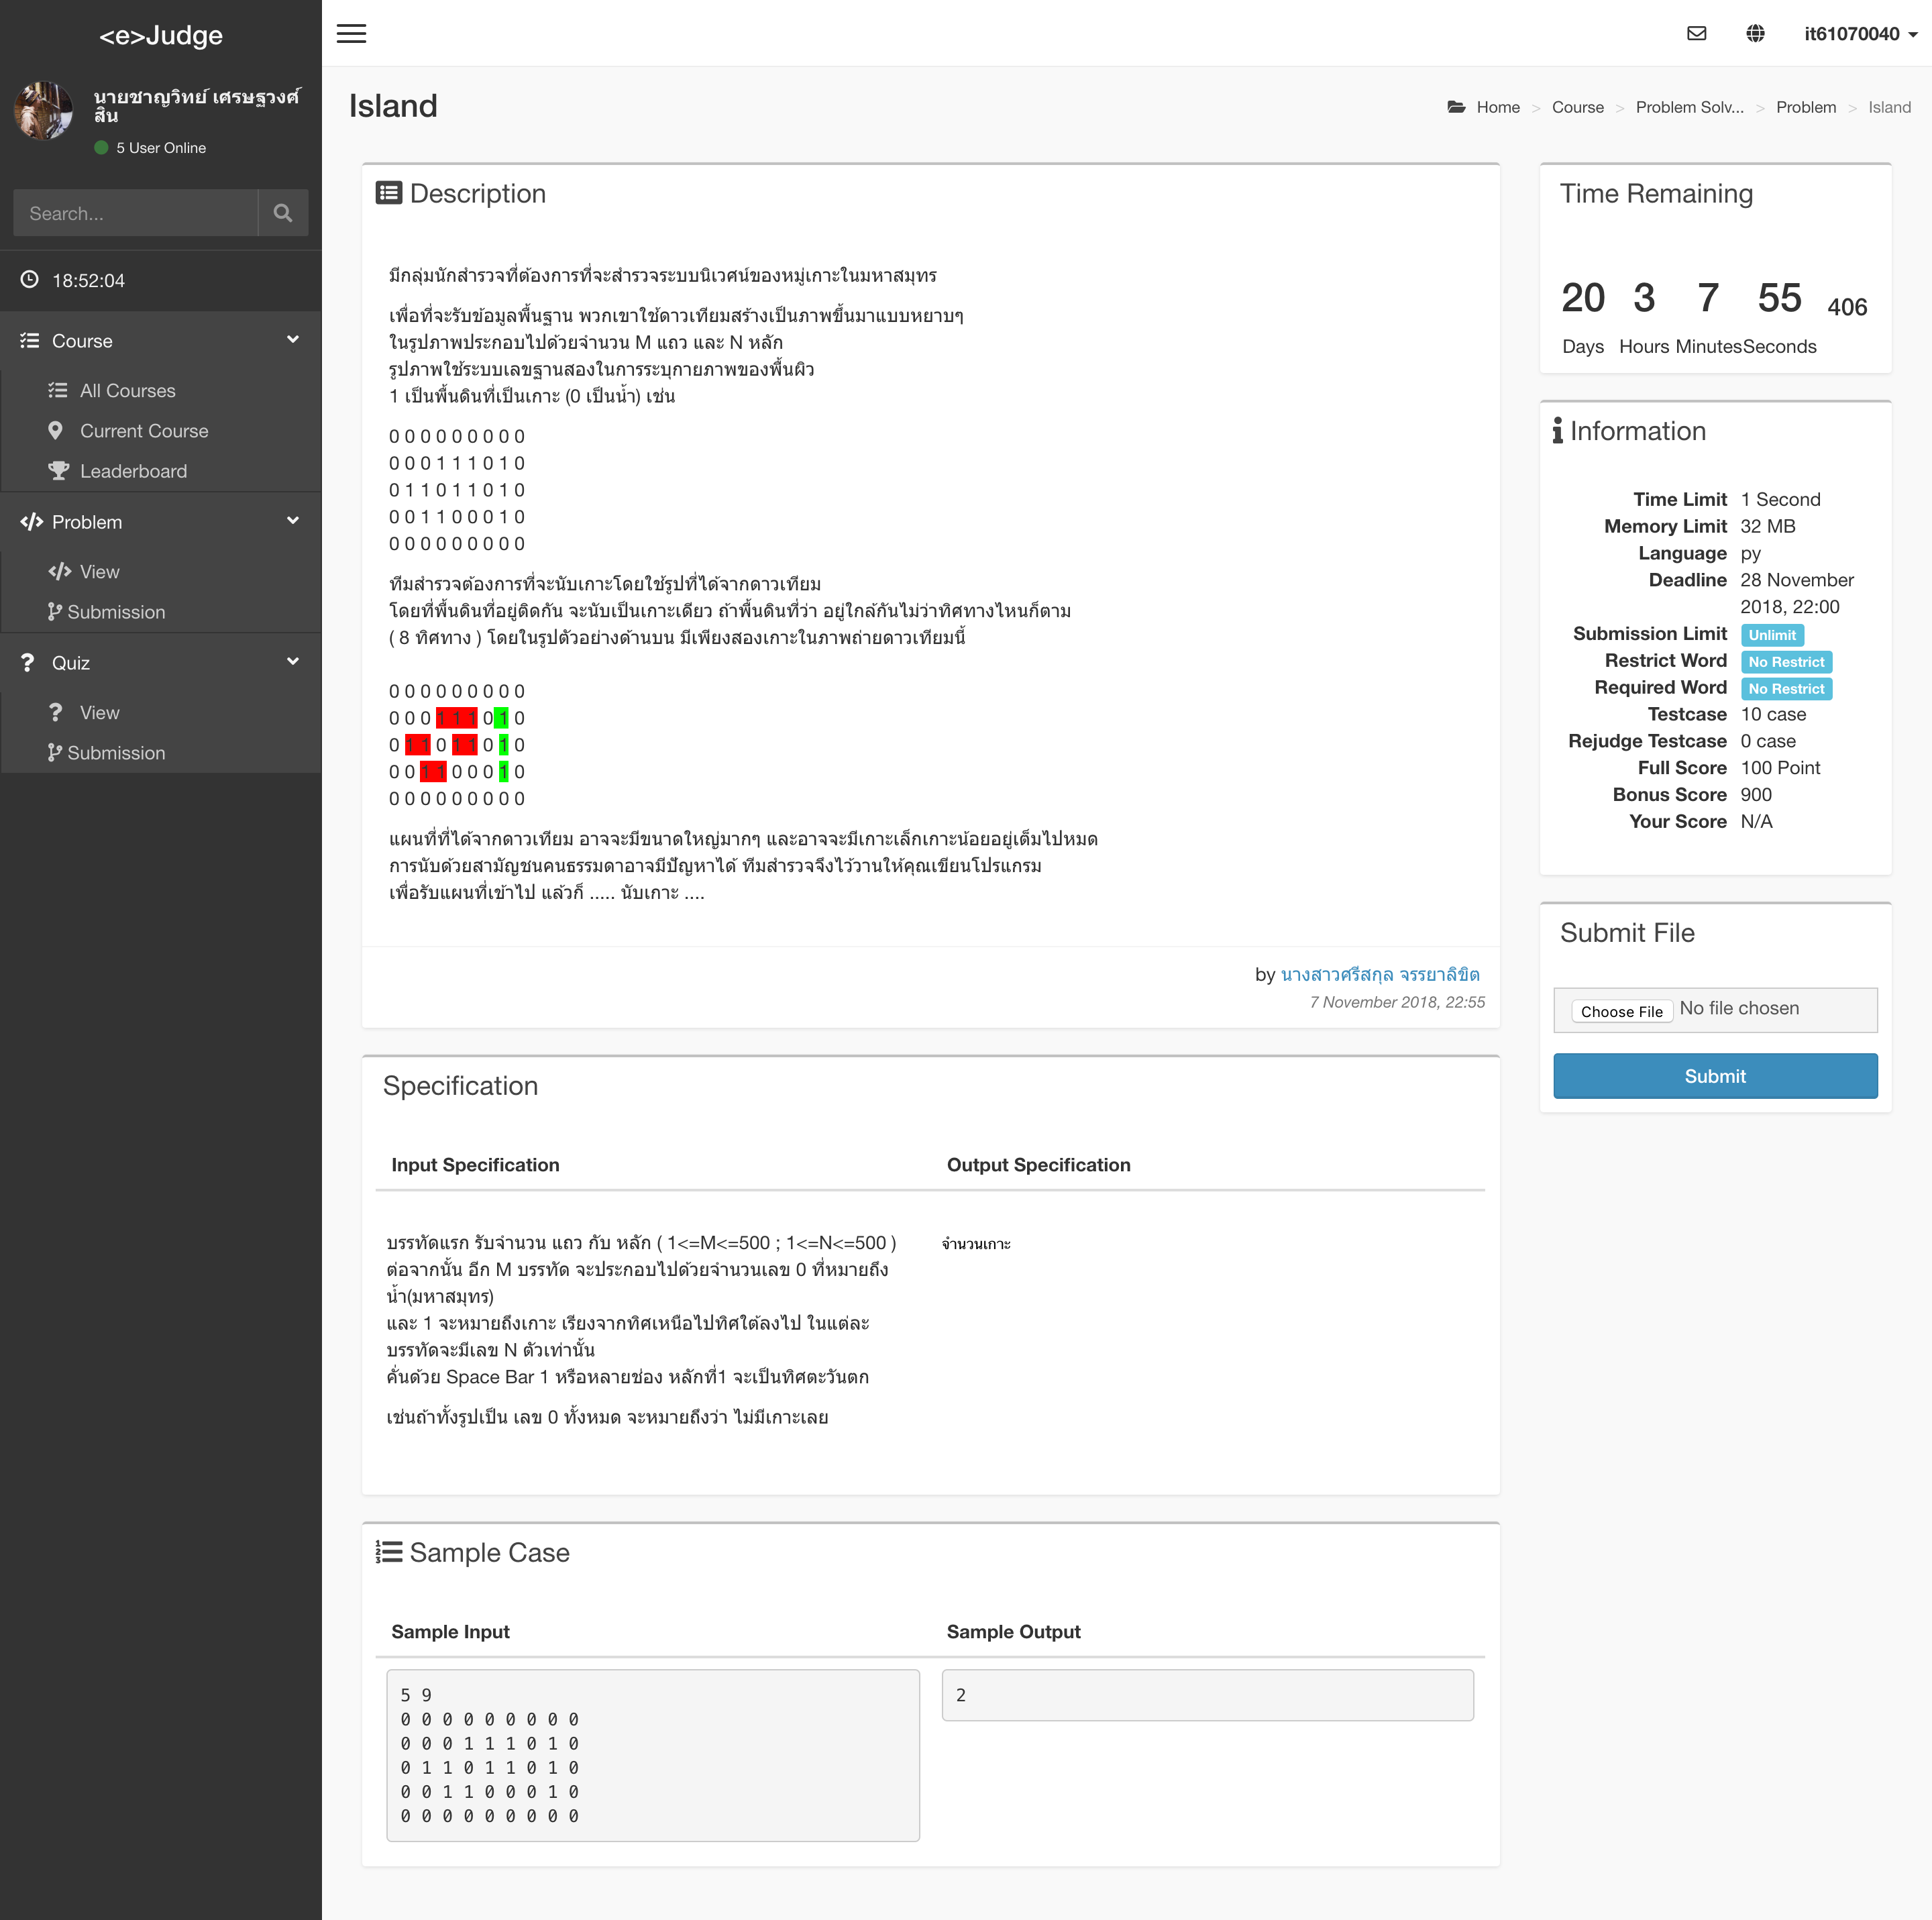 <e>Judge
it61070040
นายชาญวิทย์ เศรษฐวงศ์
สิน
5 User Online
Search...
18:52:04
Course
All Courses
Current Course
Leaderboard
Problem
View
Submission
Quiz
View
Submission
Island
Home > Course > Problem Solv... > Problem > Island
Description
มีกลุ่มนักสำรวจที่ต้องการที่จะสำรวจระบบนิเวศน์ของหมู่เกาะในมหาสมุทร
เพื่อที่จะรับข้อมูลพื้นฐาน พวกเขาใช้ดาวเทียมสร้างเป็นภาพขึ้นมาแบบหยาบๆ
ในรูปภาพประกอบไปด้วยจำนวน M แถว และ N หลัก
รูปภาพใช้ระบบเลขฐานสองในการระบุกายภาพของพื้นผิว
1 เป็นพื้นดินที่เป็นเกาะ (0 เป็นน้ำ) เช่น
0 0 0 0 0 0 0 0 0
0 0 0 1 1 1 0 1 0
0 1 1 0 1 1 0 1 0
0 0 1 1 0 0 0 1 0
0 0 0 0 0 0 0 0 0
ทีมสำรวจต้องการที่จะนับเกาะโดยใช้รูปที่ได้จากดาวเทียม
โดยที่พื้นดินที่อยู่ติดกัน จะนับเป็นเกาะเดียว ถ้าพื้นดินที่ว่า อยู่ใกล้กันไม่ว่าทิศทางไหนก็ตาม
( 8 ทิศทาง ) โดยในรูปตัวอย่างด้านบน มีเพียงสองเกาะในภาพถ่ายดาวเทียมนี้
0 0 0 0 0 0 0 0 0
0 0 0 1 1 1 0 1 0
0 1 1 0 1 1 0 1 0
0 0 1 1 0 0 0 1 0
0 0 0 0 0 0 0 0 0
แผนที่ที่ได้จากดาวเทียม อาจจะมีขนาดใหญ่มากๆ และอาจจะมีเกาะเล็กเกาะน้อยอยู่เต็มไปหมด
การนับด้วยสามัญชนคนธรรมดาอาจมีปัญหาได้ ทีมสำรวจจึงไว้วานให้คุณเขียนโปรแกรม
เพื่อรับแผนที่เข้าไป แล้วก็ ..... นับเกาะ ....
by นางสาวศรีสกุล จรรยาลิขิต
7 November 2018, 22:55
Specification
Input Specification
Output Specification
บรรทัดแรก รับจำนวน แถว กับ หลัก ( 1<=M<=500 ; 1<=N<=500 )
ต่อจากนั้น อีก M บรรทัด จะประกอบไปด้วยจำนวนเลข 0 ที่หมายถึง
น้ำ(มหาสมุทร)
และ 1 จะหมายถึงเกาะ เรียงจากทิศเหนือไปทิศใต้ลงไป ในแต่ละ
บรรทัดจะมีเลข N ตัวเท่านั้น
คั่นด้วย Space Bar 1 หรือหลายช่อง หลักที่1 จะเป็นทิศตะวันตก
เช่นถ้าทั้งรูปเป็น เลข 0 ทั้งหมด จะหมายถึงว่า ไม่มีเกาะเลย
จำนวนเกาะ
Sample Case
Sample Input
Sample Output
5 9
0 0 0 0 0 0 0 0 0
0 0 0 1 1 1 0 1 0
0 1 1 0 1 1 0 1 0
0 0 1 1 0 0 0 1 0
0 0 0 0 0 0 0 0 0
2
Time Remaining
20 3 7 55 406
Days Hours Minutes Seconds
Information
Time Limit 1 Second
Memory Limit 32 MB
Language py
Deadline 28 November
2018, 22:00
Submission Limit Unlimit
Restrict Word No Restrict
Required Word No Restrict
Testcase 10 case
Rejudge Testcase 0 case
Full Score 100 Point
Bonus Score 900
Your Score N/A
Submit File
Choose File No file chosen
Submit